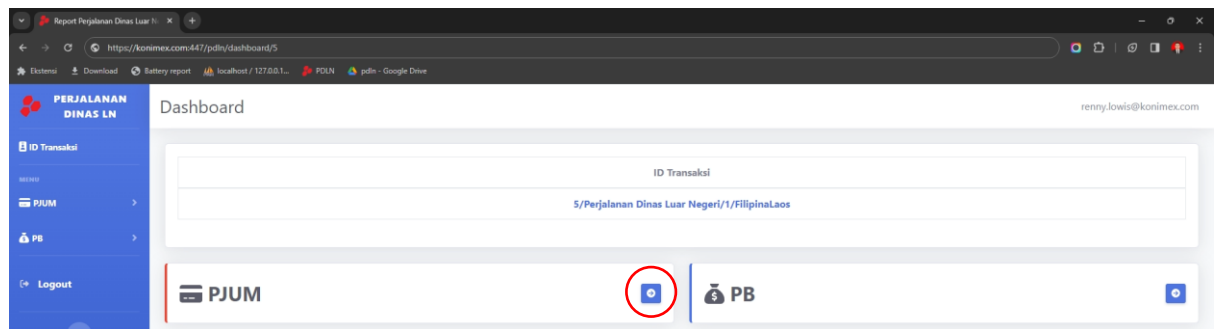 Report Perjalanan Dinas Luar N
https://konimex.com:447/pdln/dashboard/5
Ekstensi Download Battery report localhost / 127.0.0.1... PDLN pdln - Google Drive
PERJALANAN
DINAS LN
Dashboard
renny.lowis@konimex.com
ID Transaksi
ID Transaksi
MENU
5/Perjalanan Dinas Luar Negeri/1/FilipinaLaos
PJUM
PB
Logout
PJUM
PB